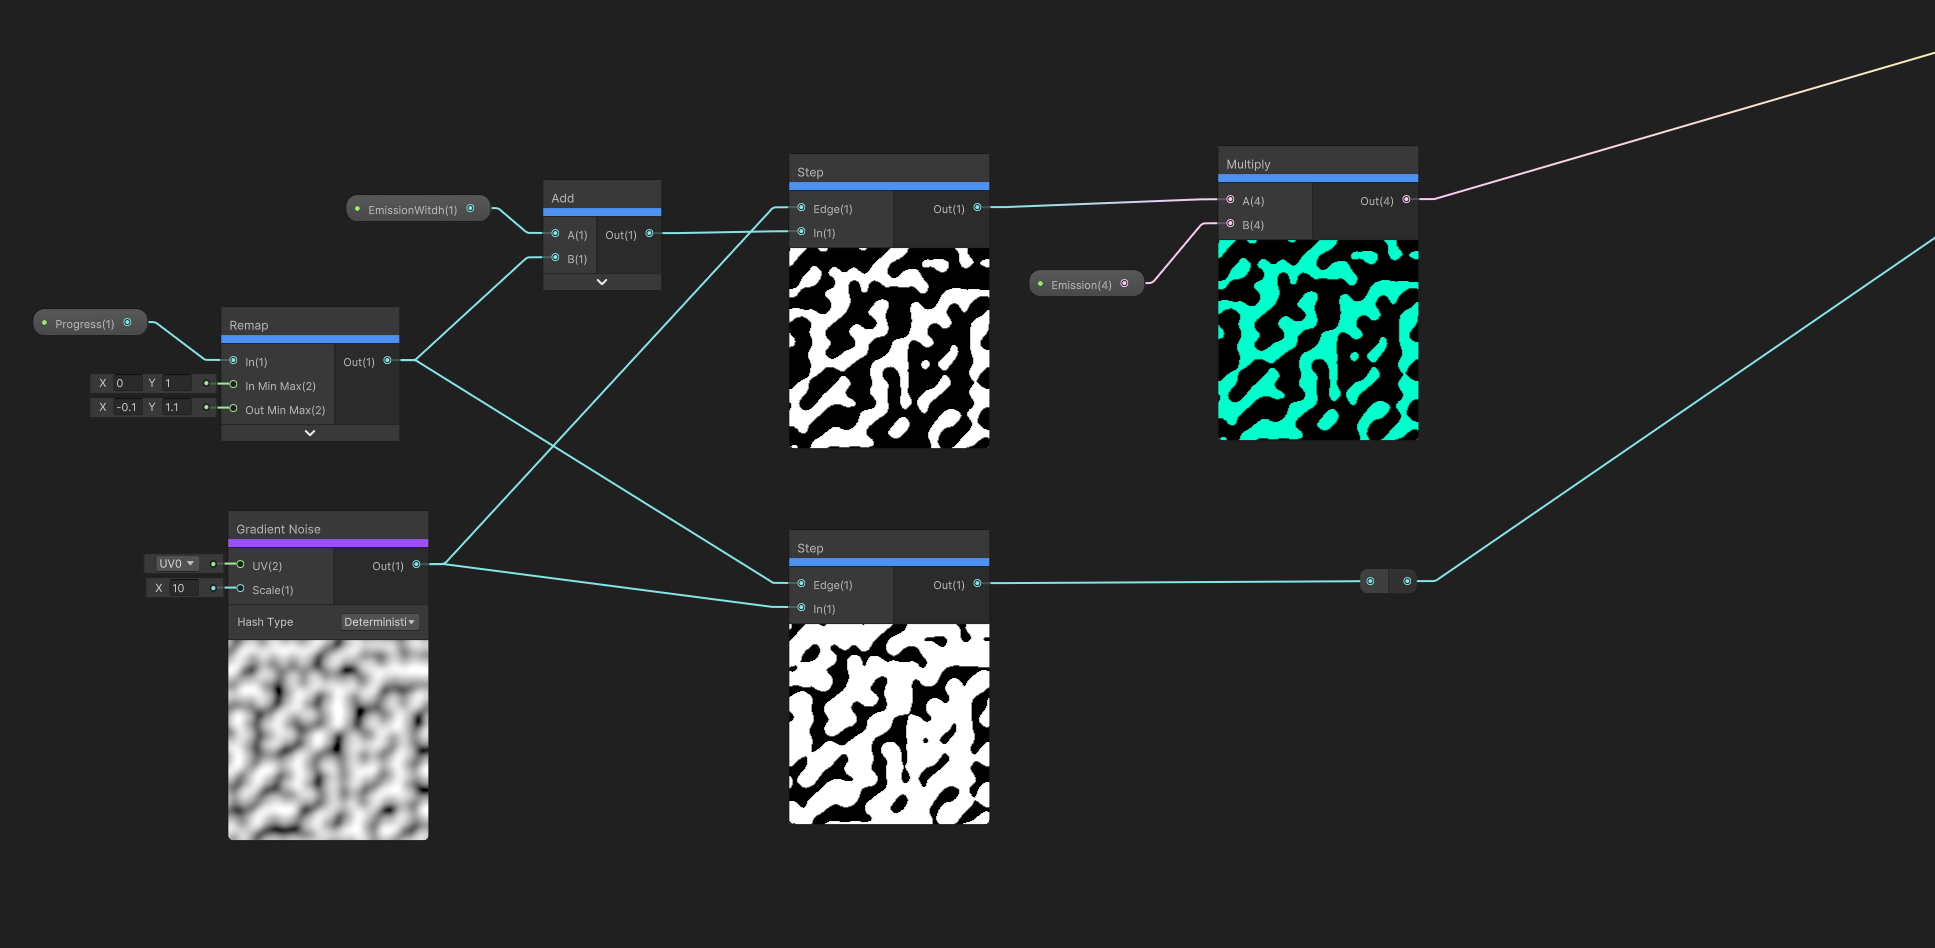 EmissionWitdh(1)
Add
A(1)
Out(1)
B(1)
Step
Edge(1)
Out(1)
In(1)
Multiply
A(4)
Out(4)
B(4)
Emission(4)
Progress(1)
Remap
In(1)
Out(1)
X 0 Y 1
In Min Max(2)
X -0.1 Y 1.1
Out Min Max(2)
Gradient Noise
UV0
UV(2)
Out(1)
X 10
Scale(1)
Hash Type
Deterministi
Step
Edge(1)
Out(1)
In(1)